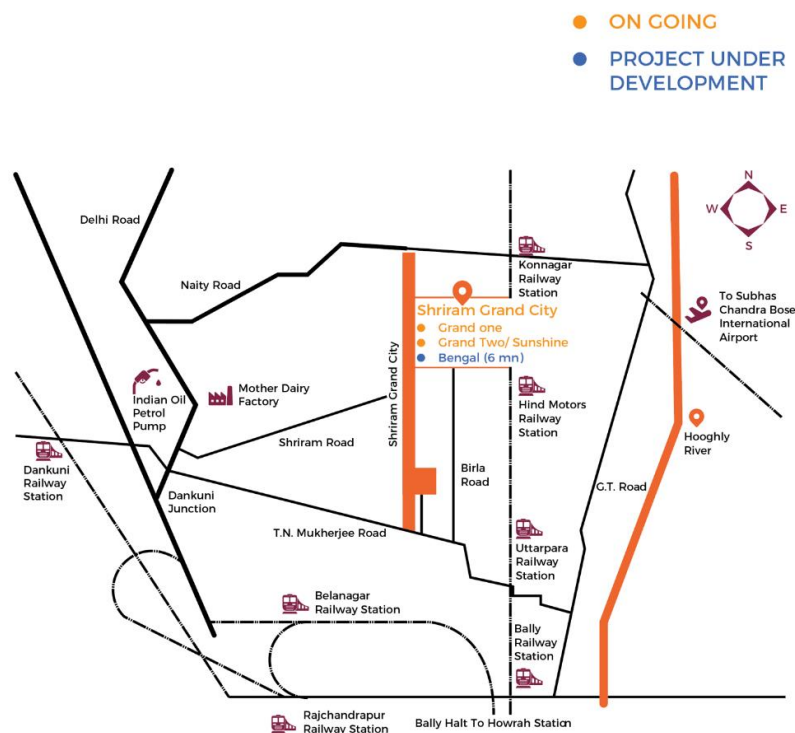 ON GOING
PROJECT UNDER
DEVELOPMENT
N
W
E
S
Delhi Road
Naity Road
Konnagar
Railway
Station
To Subhas
Chandra Bose
International
Airport
Shriram Grand City
Grand one
Grand Two/ Sunshine
Bengal (6 mn)
Shriram Grand City
Indian Oil
Petrol
Pump
Mother Dairy
Factory
Hind Motors
Railway
Station
Hooghly
River
Shriram Road
Birla
Road
Dankuni
Railway
Station
Dankuni
Junction
G.T. Road
T.N. Mukherjee Road
Uttarpara
Railway
Station
Belanagar
Railway Station
Bally
Railway
Station
Rajchandrapur
Railway Station
Bally Halt To Howrah Station